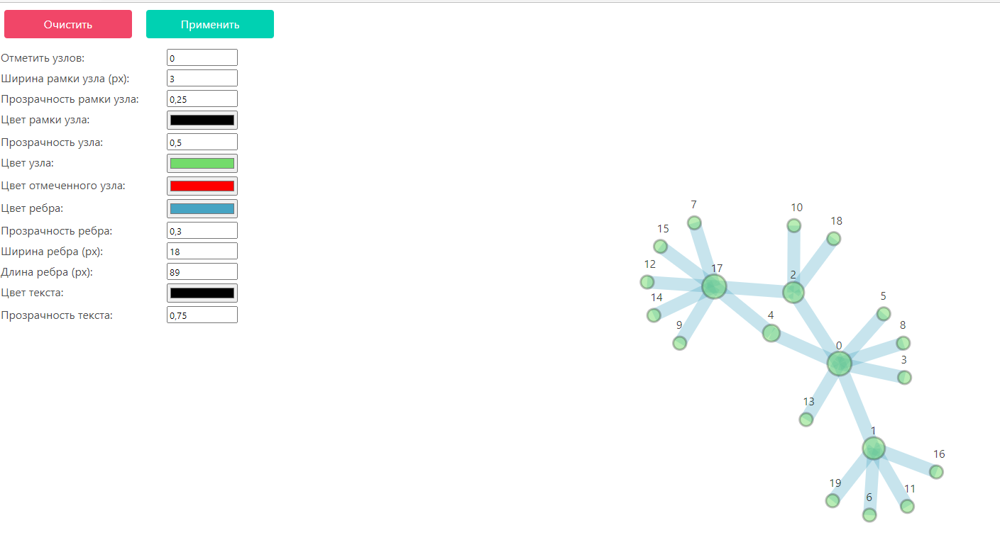 Очистить Применить
Отметить узлов: 0
Ширина рамки узла (px): 3
Прозрачность рамки узла: 0,25
Цвет рамки узла:
Прозрачность узла: 0,5
Цвет узла:
Цвет отмеченного узла:
Цвет ребра:
Прозрачность ребра: 0,3
Ширина ребра (px): 18
Длина ребра (px): 89
Цвет текста:
Прозрачность текста: 0,75
7
10
18
15
12
17
2
14
5
4
9
8
0
3
13
1
16
19
11
6